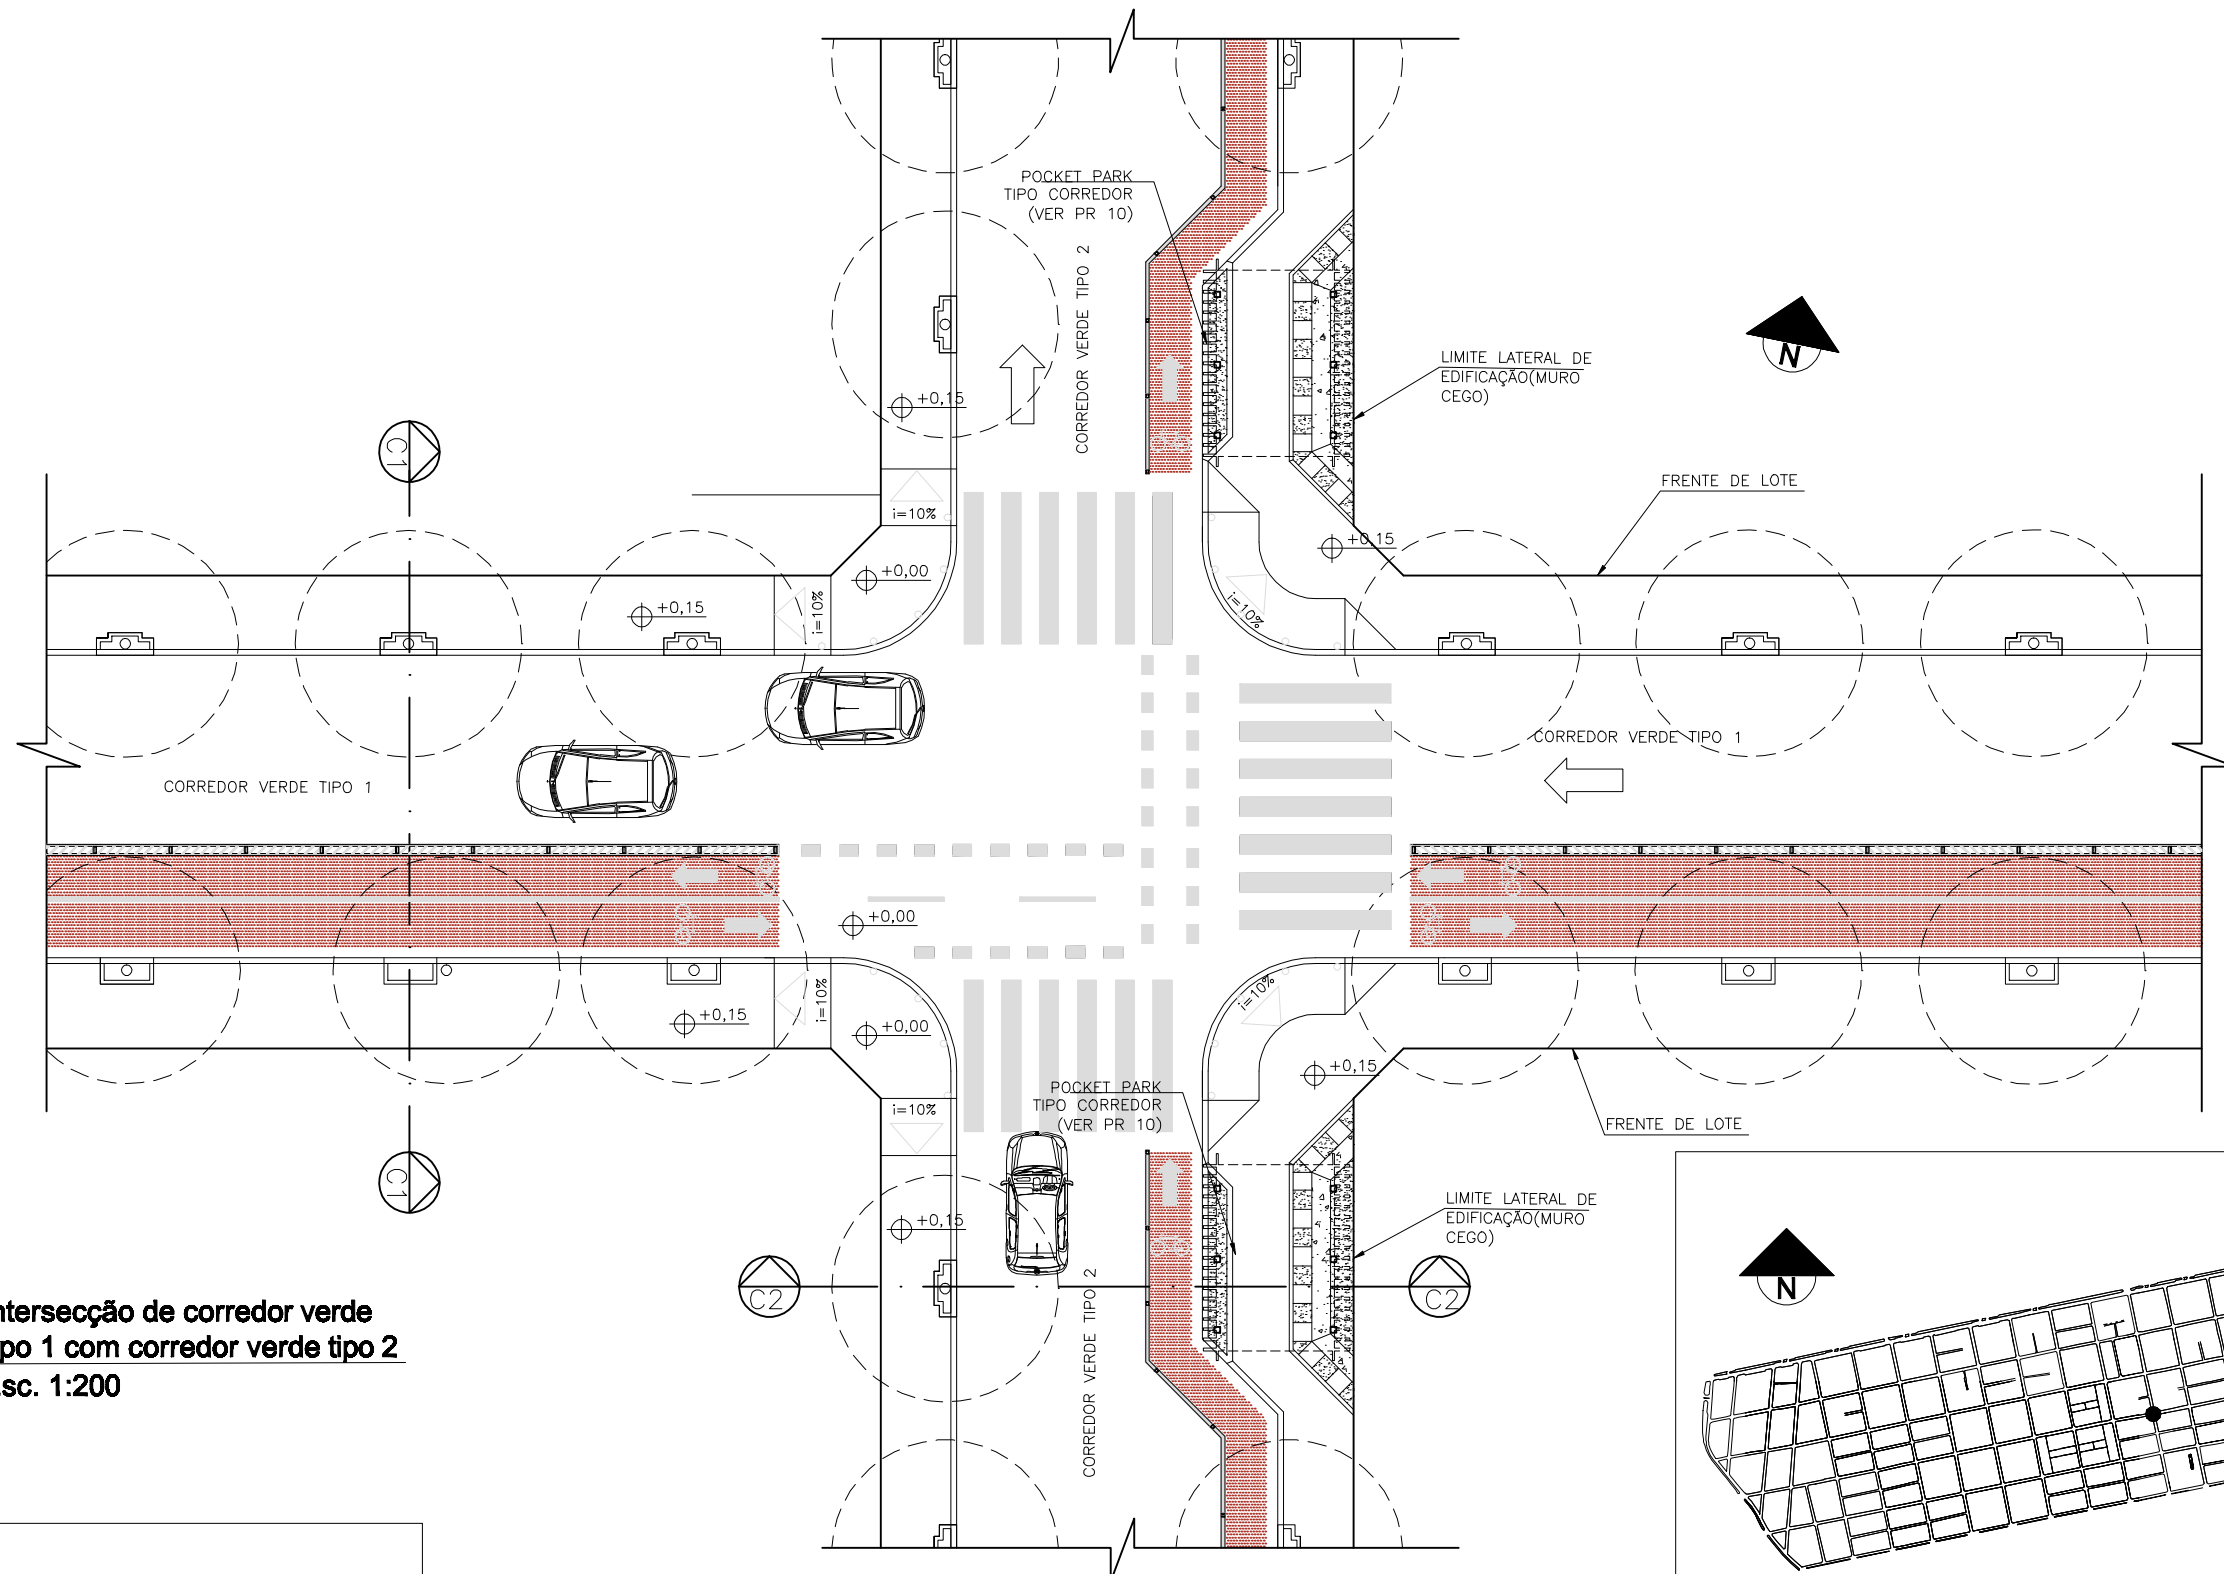 POCKET PARK
TIPO CORREDOR
(VER PR 10)
CORREDOR VERDE TIPO 2
N
LIMITE LATERAL DE
EDIFICAÇÃO(MURO
CEGO)
+0,15
C1
FRENTE DE LOTE
i=10%
+0,15
+0,00
i=10%
+0,15
i=10%
CORREDOR VERDE TIPO 1
CORREDOR VERDE TIPO 1
+0,00
i=10%
i=10%
+0,15
+0,00
+0,15
POCKET PARK
TIPO CORREDOR
(VER PR 10)
i=10%
FRENTE DE LOTE
C1
LIMITE LATERAL DE
EDIFICAÇÃO(MURO
CEGO)
+0,15
C2
C2
CORREDOR VERDE TIPO 2
N
ntersecção de corredor verde
ipo 1 com corredor verde tipo 2
sc. 1:200